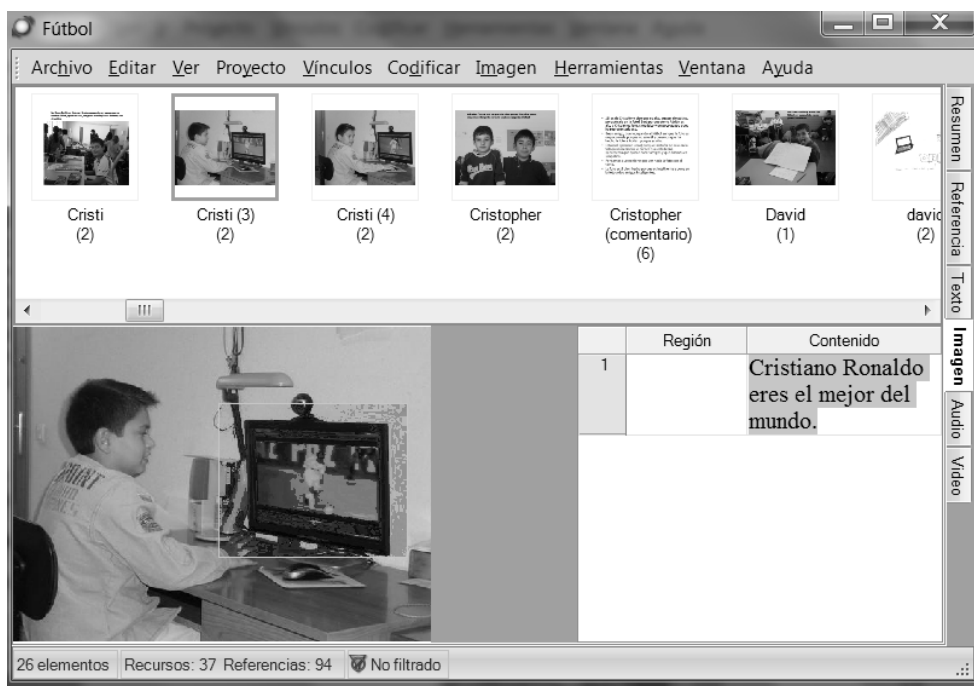 Fútbol
Archivo Editar Ver Proyecto Vínculos Codificar Imagen Herramientas Ventana Ayuda
Cristi
(2)
Cristi (3)
(2)
Cristi (4)
(2)
Cristopher
(2)
Cristopher
(comentario)
(6)
David
(1)
david
(2)
Resumen
Referencia
Texto
Imagen
Audio
Vídeo
Región
Contenido
1
Cristiano Ronaldo
eres el mejor del
mundo.
26 elementos
Recursos: 37 Referencias: 94
No filtrado